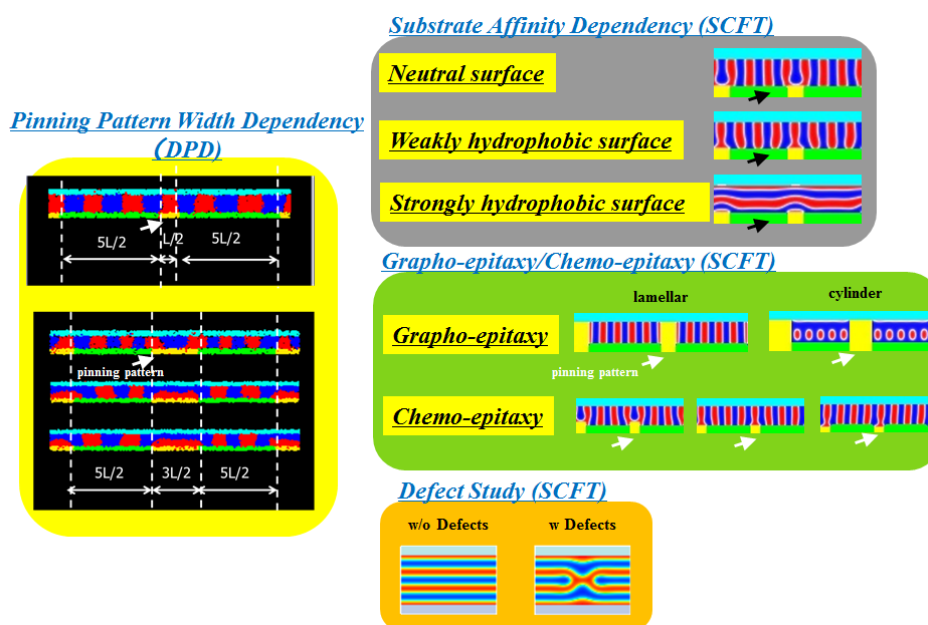 Pinning Pattern Width Dependency
(DPD)
5L/2
L/2
5L/2
pinning pattern
5L/2
3L/2
5L/2
Substrate Affinity Dependency (SCFT)
Neutral surface
Weakly hydrophobic surface
Strongly hydrophobic surface
Grapho-epitaxy/Chemo-epitaxy (SCFT)
lamellar
cylinder
Grapho-epitaxy
pinning pattern
Chemo-epitaxy
Defect Study (SCFT)
w/o Defects
w Defects